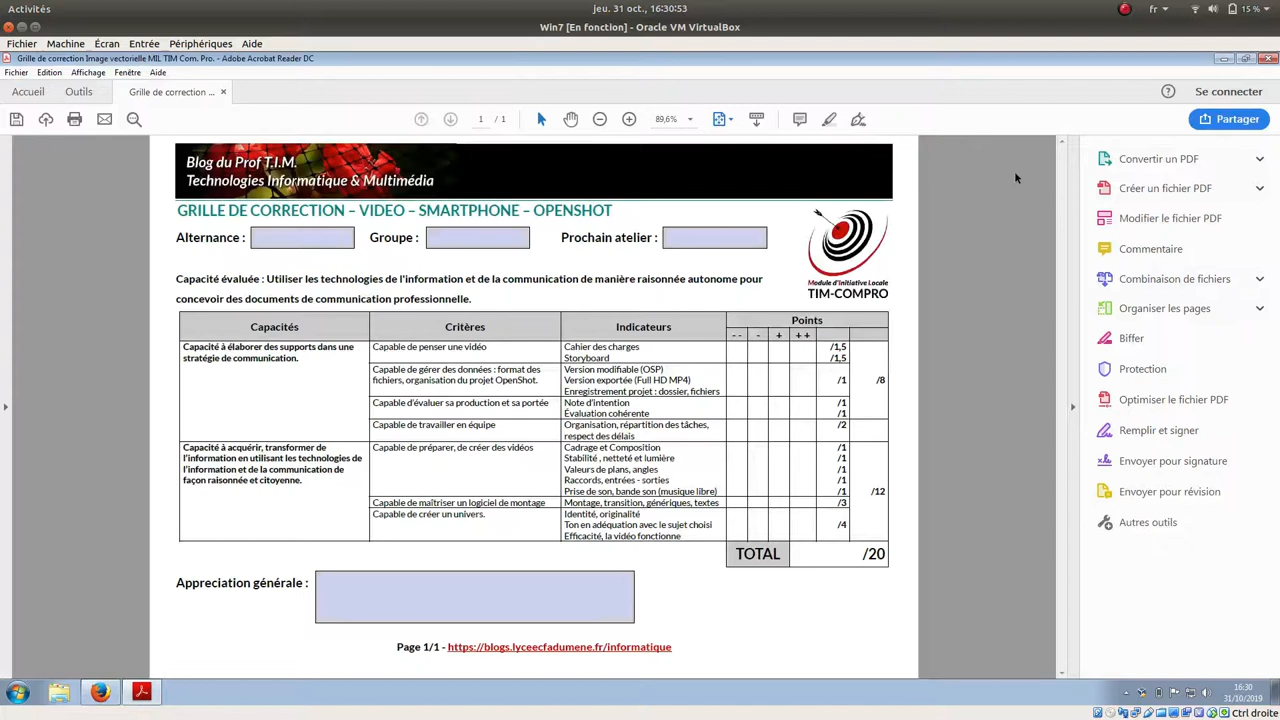 Activités
jeu. 31 oct., 16:30:53
fr
15 %
Win7 [En fonction] - Oracle VM VirtualBox
Fichier Machine Écran Entrée Périphériques Aide
Grille de correction Image vectorielle MIL TIM Com. Pro. - Adobe Acrobat Reader DC
Fichier Edition Affichage Fenêtre Aide
Accueil Outils Grille de correction ... × Se connecter
1 / 1 89,6% Partager
Blog du Prof T.I.M.
Technologies Informatique & Multimédia
GRILLE DE CORRECTION – VIDEO – SMARTPHONE – OPENSHOT
Alternance : Groupe : Prochain atelier :
Module d'Initiative Locale
TIM-COMPRO
Capacité évaluée : Utiliser les technologies de l'information et de la communication de manière raisonnée autonome pour
concevoir des documents de communication professionnelle.
Capacités Critères Indicateurs Points
- - - + + +
Capacité à élaborer des supports dans une
stratégie de communication.
Capable de penser une vidéo
Cahier des charges /1,5
Storyboard /1,5
Capable de gérer des données : format des
fichiers, organisation du projet OpenShot.
Version modifiable (OSP)
Version exportée (Full HD MP4) /1 /8
Enregistrement projet : dossier, fichiers
Capable d'évaluer sa production et sa portée
Note d'intention /1
Évaluation cohérente /1
Capable de travailler en équipe
Organisation, répartition des tâches, /2
respect des délais
Capacité à acquérir, transformer de
l'information en utilisant les technologies de
l'information et de la communication de
façon raisonnée et citoyenne.
Capable de préparer, de créer des vidéos
Cadrage et Composition /1
Stabilité , netteté et lumière /1
Valeurs de plans, angles /1
Raccords, entrées - sorties /1
Prise de son, bande son (musique libre) /1 /12
Capable de maîtriser un logiciel de montage
Montage, transition, génériques, textes /3
Capable de créer un univers.
Identité, originalité
Ton en adéquation avec le sujet choisi /4
Efficacité, la vidéo fonctionne
TOTAL /20
Appreciation générale :
Page 1/1 - https://blogs.lyceecfadumene.fr/informatique
Convertir un PDF
Créer un fichier PDF
Modifier le fichier PDF
Commentaire
Combinaison de fichiers
Organiser les pages
Biffer
Protection
Optimiser le fichier PDF
Remplir et signer
Envoyer pour signature
Envoyer pour révision
Autres outils
16:30
31/10/2019
Ctrl droite